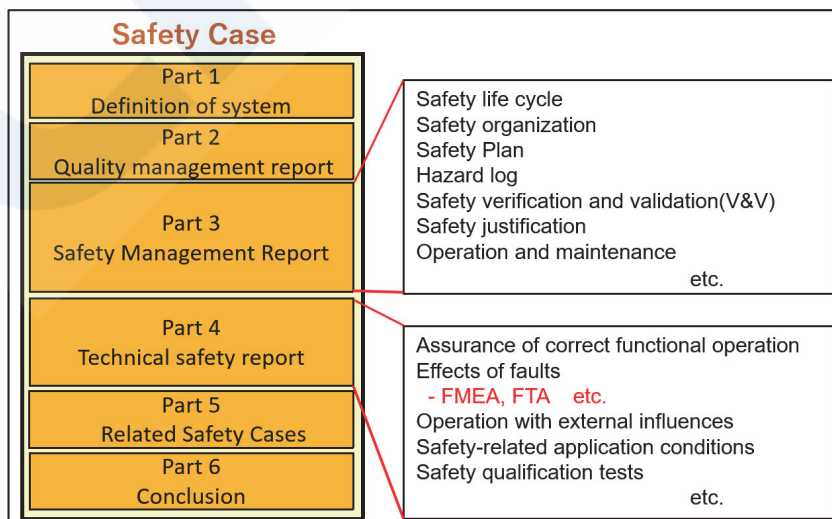 Safety Case
Part 1
Definition of system
Part 2
Quality management report
Part 3
Safety Management Report
Part 4
Technical safety report
Part 5
Related Safety Cases
Part 6
Conclusion
Safety life cycle
Safety organization
Safety Plan
Hazard log
Safety verification and validation(V&V)
Safety justification
Operation and maintenance
etc.
Assurance of correct functional operation
Effects of faults
- FMEA, FTA etc.
Operation with external influences
Safety-related application conditions
Safety qualification tests
etc.